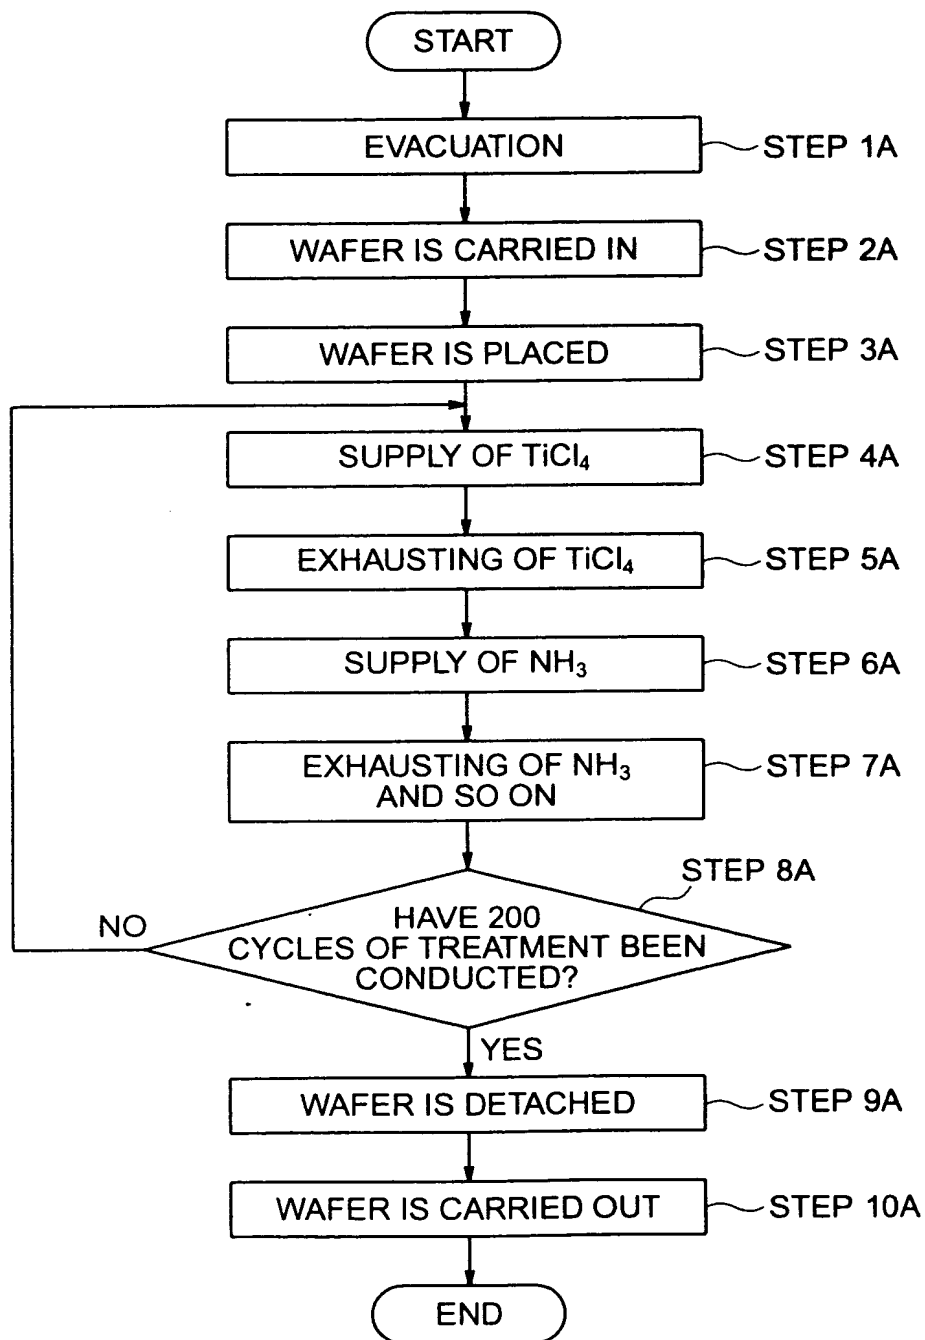 START
EVACUATION
STEP 1A
WAFER IS CARRIED IN
STEP 2A
WAFER IS PLACED
STEP 3A
SUPPLY OF TiCl₄
STEP 4A
EXHAUSTING OF TiCl₄
STEP 5A
SUPPLY OF NH₃
STEP 6A
EXHAUSTING OF NH₃
AND SO ON
STEP 7A
STEP 8A
HAVE 200
CYCLES OF TREATMENT BEEN
CONDUCTED?
NO
YES
WAFER IS DETACHED
STEP 9A
WAFER IS CARRIED OUT
STEP 10A
END